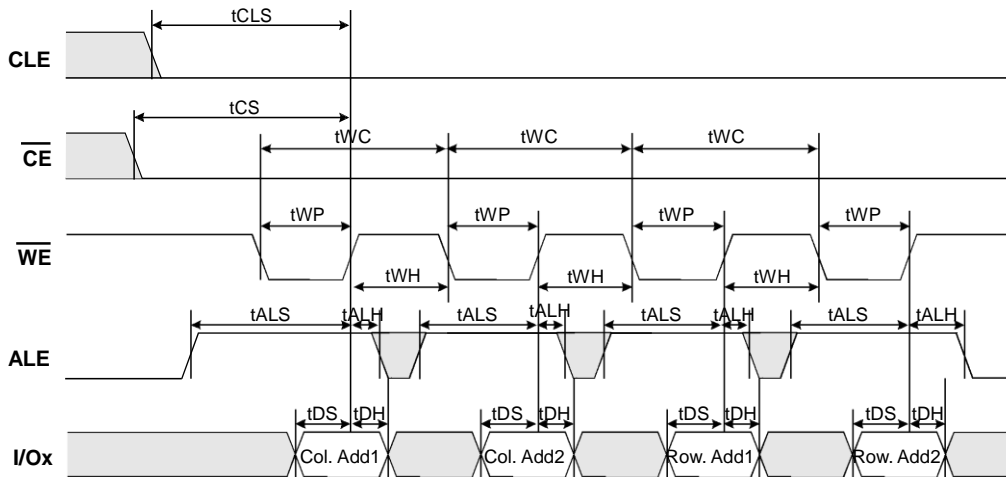 tCLS
CLE
tCS
CE
tWC tWC tWC
tWP tWP tWP tWP
WE
tWH tWH tWH
tALS tALH tALS tALH tALS tALH tALS tALH
ALE
tDS tDH tDS tDH tDS tDH tDS tDH
I/Ox Col. Add1 Col. Add2 Row. Add1 Row. Add2